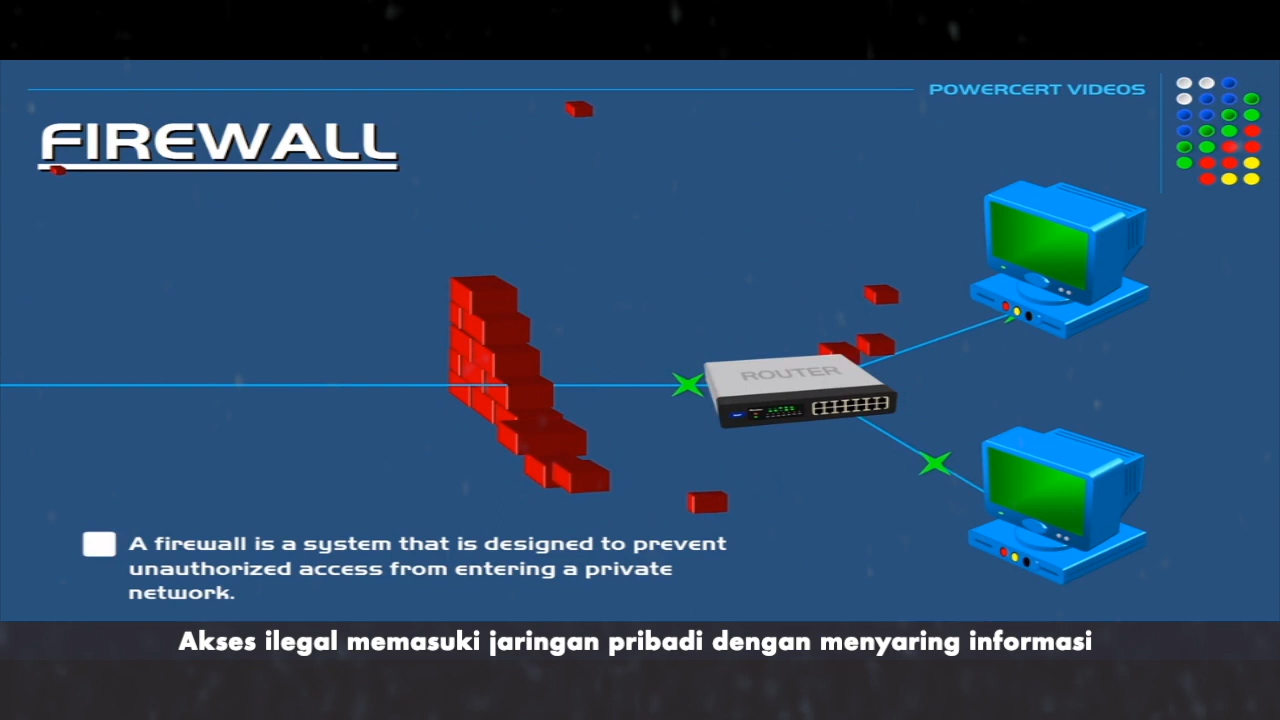 POWERCERT VIDEOS
FIREWALL
ROUTER
A firewall is a system that is designed to prevent
unauthorized access from entering a private
network.
Akses ilegal memasuki jaringan pribadi dengan menyaring informasi